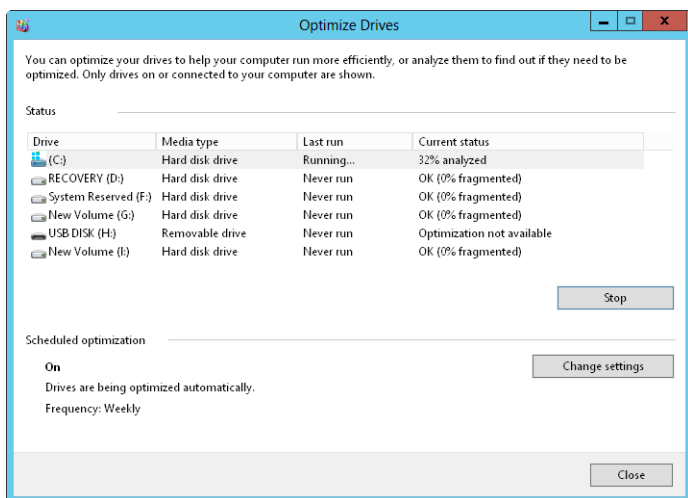 Optimize Drives
You can optimize your drives to help your computer run more efficiently, or analyze them to find out if they need to be
optimized. Only drives on or connected to your computer are shown.
Status
Drive Media type Last run Current status
(C:) Hard disk drive Running... 32% analyzed
RECOVERY (D:) Hard disk drive Never run OK (0% fragmented)
System Reserved (F:) Hard disk drive Never run OK (0% fragmented)
New Volume (G:) Hard disk drive Never run OK (0% fragmented)
USB DISK (H:) Removable drive Never run Optimization not available
New Volume (I:) Hard disk drive Never run OK (0% fragmented)
Stop
Scheduled optimization
On Change settings
Drives are being optimized automatically.
Frequency: Weekly
Close